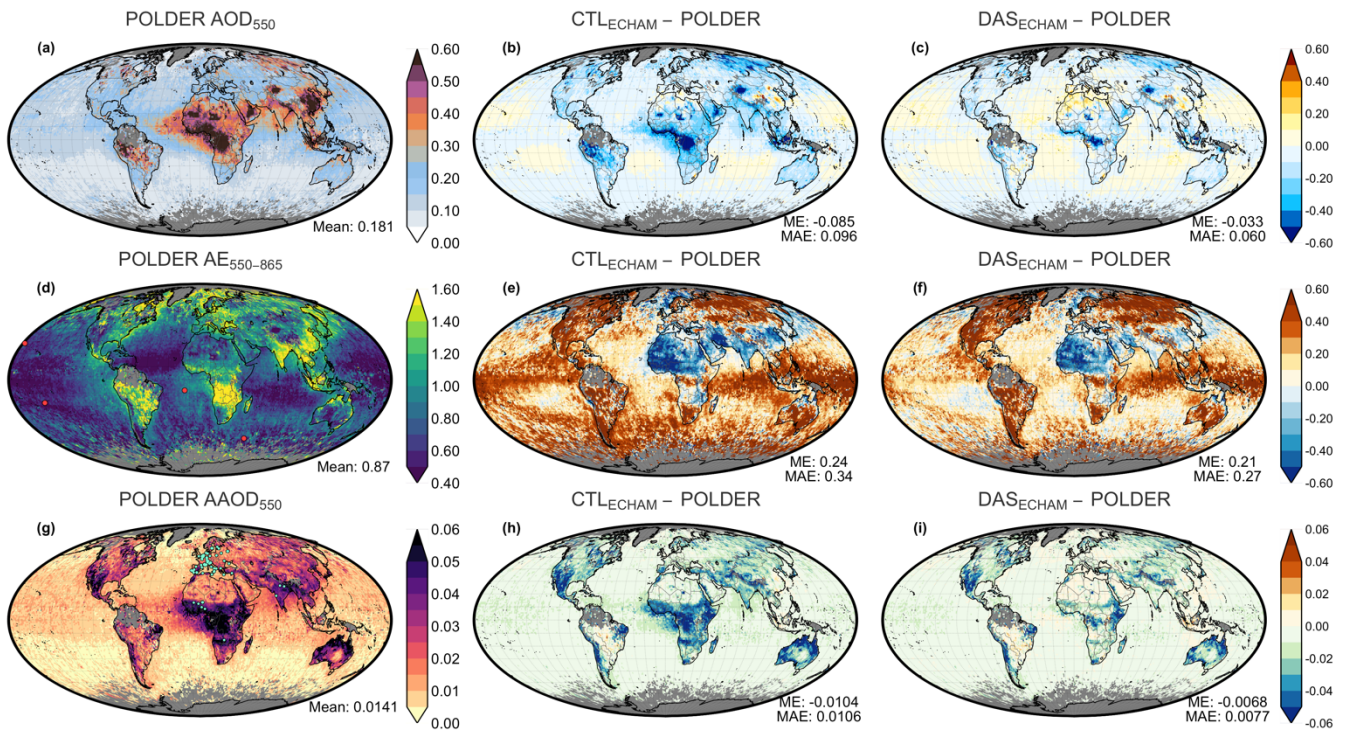 POLDER AOD550
CTLECHAM – POLDER
DASECHAM – POLDER
(a)
0.60
0.50
0.40
0.30
0.20
0.10
0.00
Mean: 0.181
(b)
ME: -0.085
MAE: 0.096
(c)
ME: -0.033
MAE: 0.060
0.60
0.40
0.20
0.00
-0.20
-0.40
-0.60
POLDER AE550–865
CTLECHAM – POLDER
DASECHAM – POLDER
(d)
1.60
1.40
1.20
1.00
0.80
0.60
0.40
Mean: 0.87
(e)
ME: 0.24
MAE: 0.34
(f)
ME: 0.21
MAE: 0.27
0.60
0.40
0.20
0.00
-0.20
-0.40
-0.60
POLDER AAOD550
CTLECHAM – POLDER
DASECHAM – POLDER
(g)
0.06
0.05
0.04
0.03
0.02
0.01
0.00
Mean: 0.0141
(h)
ME: -0.0104
MAE: 0.0106
(i)
ME: -0.0068
MAE: 0.0077
0.06
0.04
0.02
0.00
-0.02
-0.04
-0.06